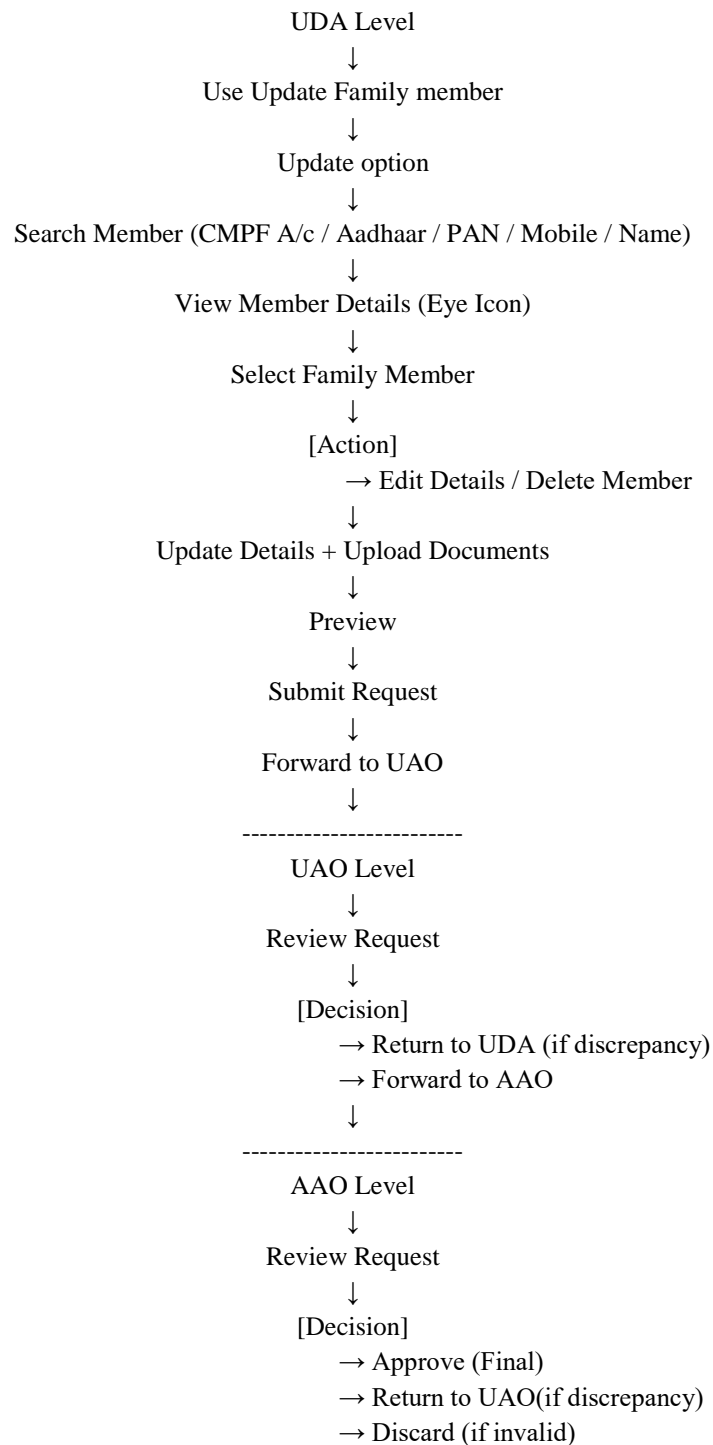 UDA Level
↓
Use Update Family member
↓
Update option
↓
Search Member (CMPF A/c / Aadhaar / PAN / Mobile / Name)
↓
View Member Details (Eye Icon)
↓
Select Family Member
↓
[Action]
→ Edit Details / Delete Member
↓
Update Details + Upload Documents
↓
Preview
↓
Submit Request
↓
Forward to UAO
↓
-------------------------
UAO Level
↓
Review Request
↓
[Decision]
→ Return to UDA (if discrepancy)
→ Forward to AAO
↓
-------------------------
AAO Level
↓
Review Request
↓
[Decision]
→ Approve (Final)
→ Return to UAO(if discrepancy)
→ Discard (if invalid)